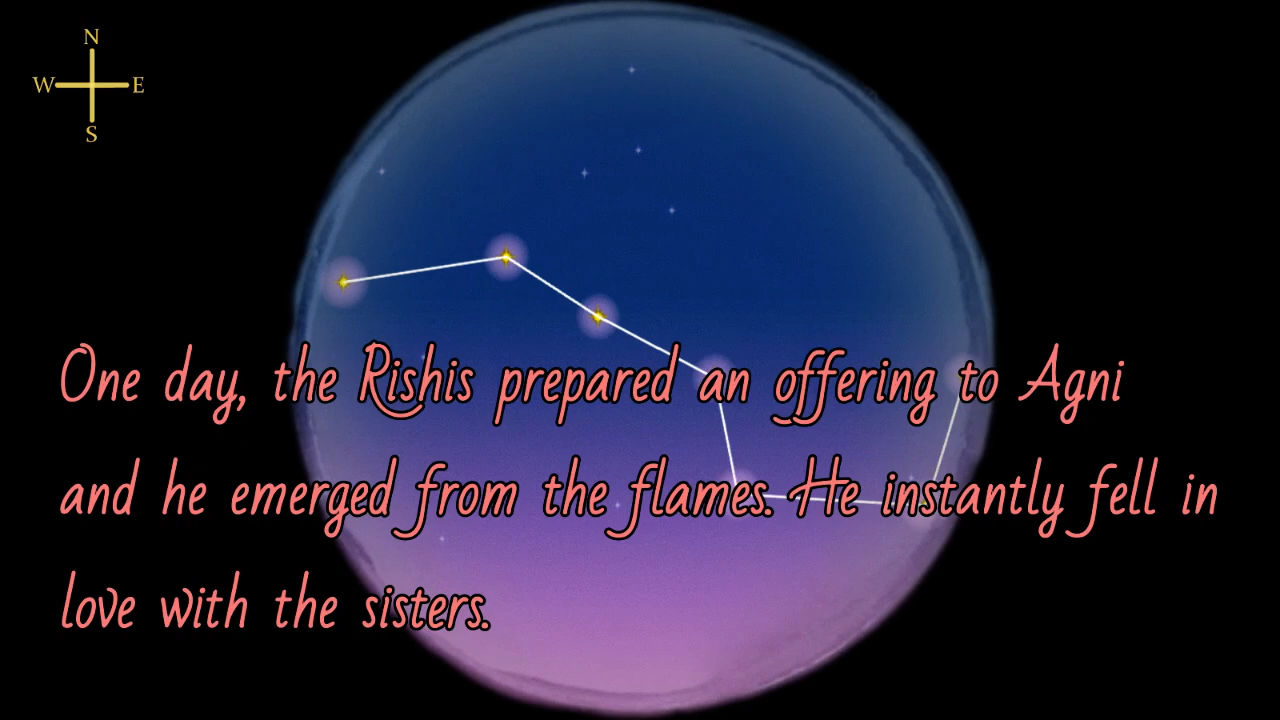 N
W E
S
One day, the Rishis prepared an offering to Agni
and he emerged from the flames. He instantly fell in
love with the sisters.